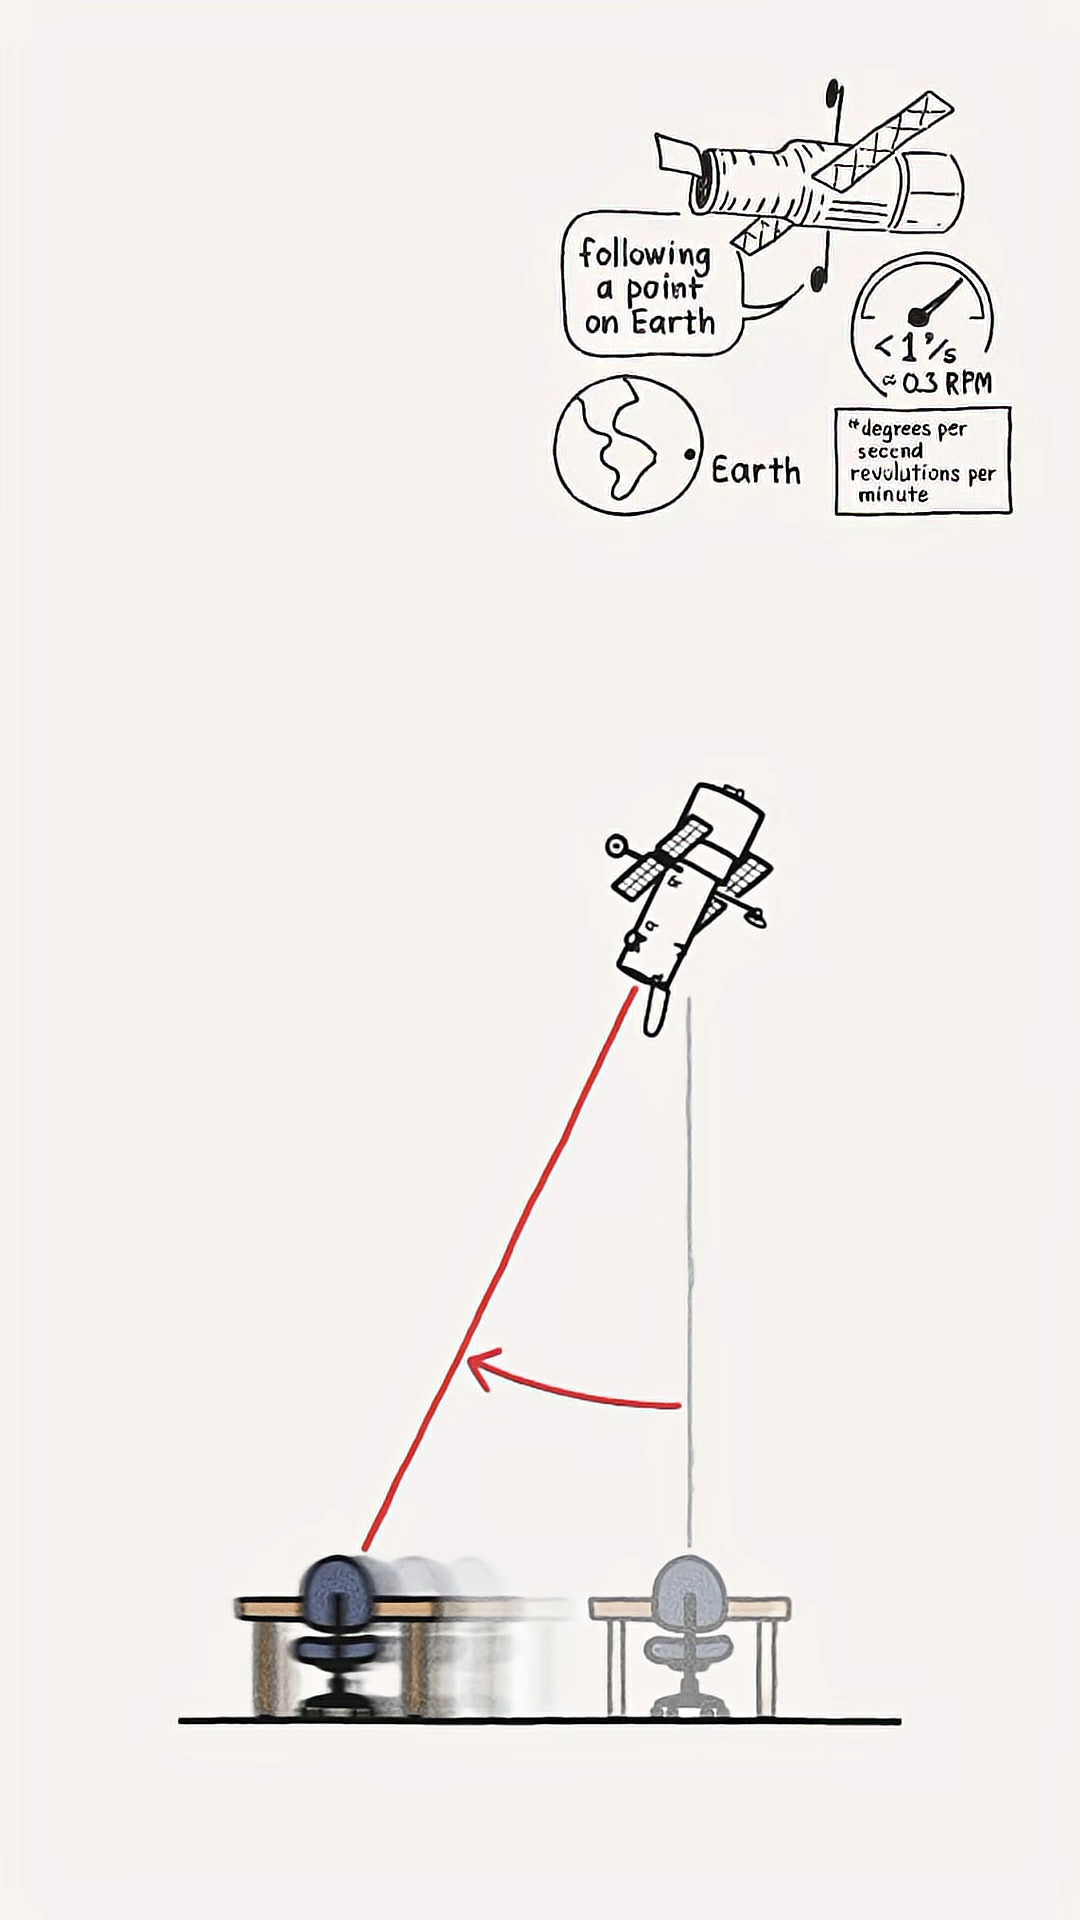 following
a point
on Earth
< 1°/s
≈ 0.3 RPM
Earth
*degrees per
second
revolutions per
minute